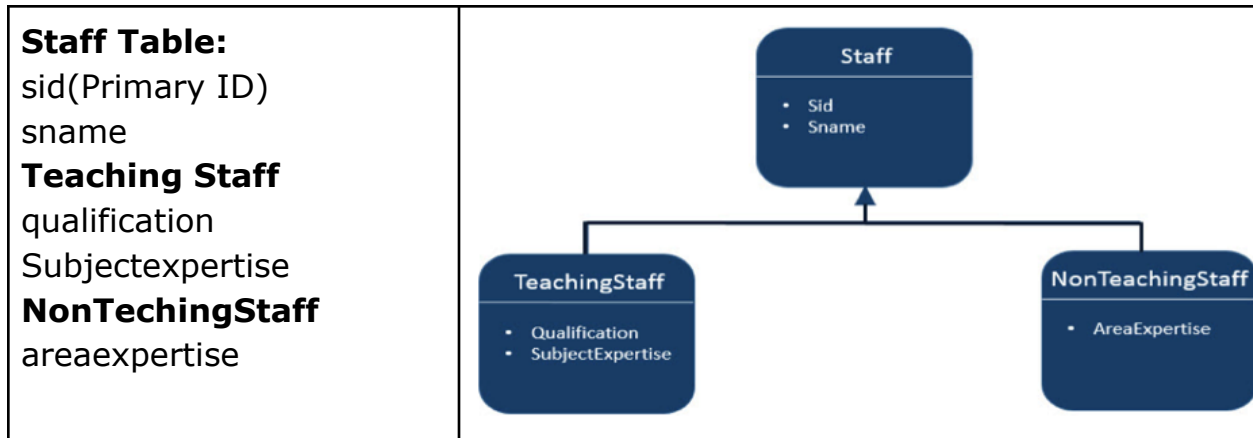 Staff Table:
sid(Primary ID)
sname
Teaching Staff
qualification
Subjectexpertise
NonTechingStaff
areaexpertise
Staff
• Sid
• Sname
TeachingStaff
• Qualification
• SubjectExpertise
NonTeachingStaff
• AreaExpertise